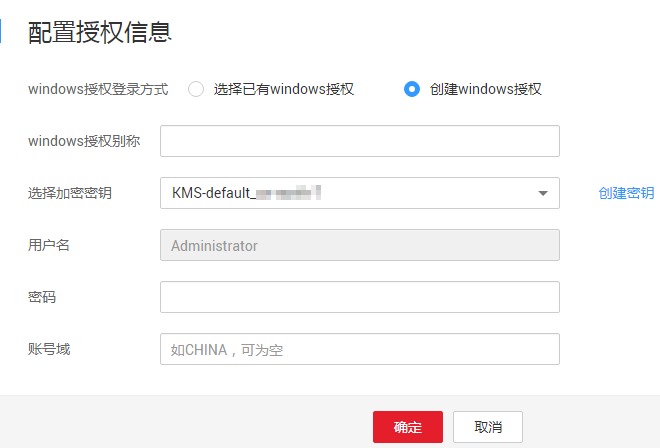 配置授权信息
windows授权登录方式 选择已有windows授权 创建windows授权
windows授权别称
选择加密密钥 KMS-default_ 创建密钥
用户名 Administrator
密码
账号域 如CHINA，可为空
确定 取消